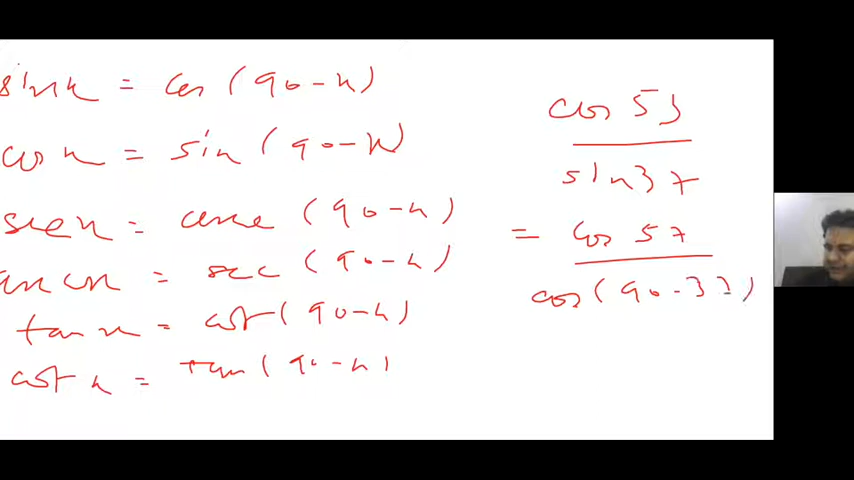 sin x = cos (90-x)
cos x = sin (90-x)
sec x = cosec (90-x)
cosec x = sec (90-x)
tan x = cot (90-x)
cot x = tan (90-x)
cos 53
sin 37
= cos 57
cos (90-33)